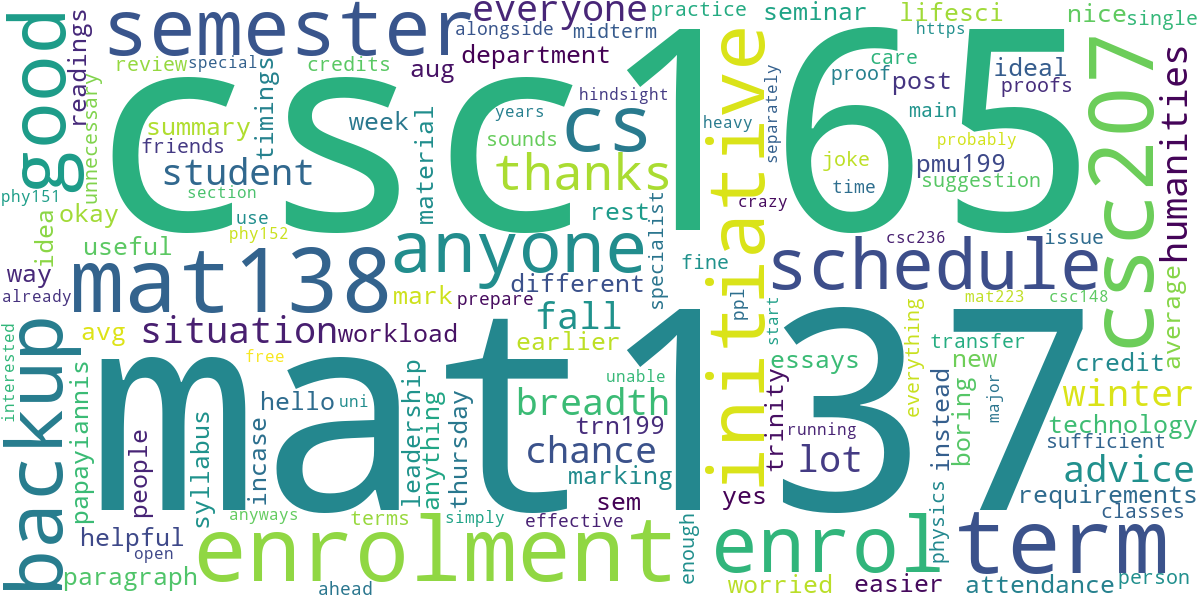 good
readings
semester
everyone
alongside
midterm
practice
seminar
lifesci
https
nice
single
review
special
credits
aug
department
unnecessary
timings
hindsight
care
proof
post
ideal
proofs
csc165
summary
friends
week
material
years
sounds
cs
heavy
initiative
separately
main
probably
csc207
humanities
student
thanks
joke
time
pmu199
suggestion
phy151
section
idea
okay
use
phy152
rest
crazy
useful
anyone
specialist
fine
csc236
issue
way
already
mat138
mark
prepare
different
ppl
start
schedule
mat223
csc148
average
backup
interested
avg
situation
workload
fall
earlier
everything
transfer
free
unable
essays
new
credit
mat137
papayiannis
people
syllabus
incase
hello
uni
leadership
anything
thursday
breadth
trn199
chance
marking
trinity
running
lot
instead
boring
major
winter
technology
sufficient
advice
requirements
classes
sem
yes
physics
helpful
open
anyways
terms
simply
effective
enough
enrolment
enrol
term
paragraph
ahead
worried
easier
attendance
person